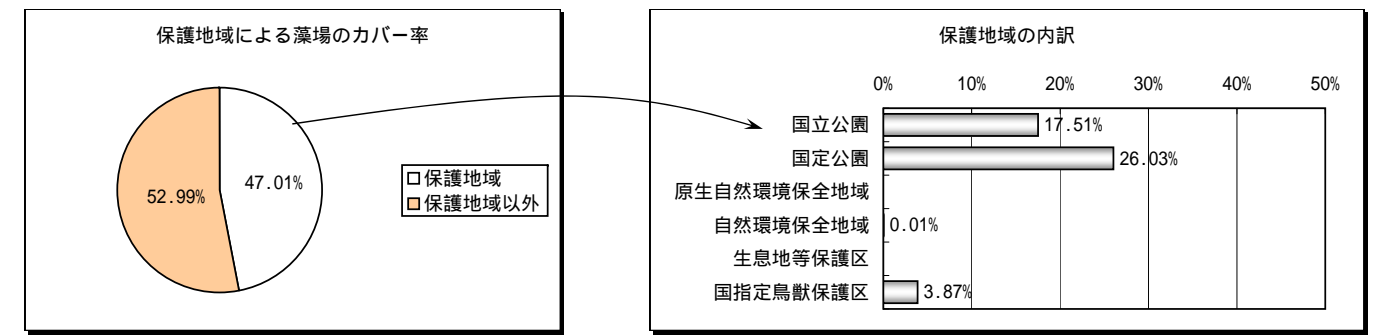 保護地域による藻場のカバー率
47.01%
52.99%
保護地域
保護地域以外
保護地域の内訳
0% 10% 20% 30% 40% 50%
国立公園 17.51%
国定公園 26.03%
原生自然環境保全地域
自然環境保全地域 0.01%
生息地等保護区
国指定鳥獣保護区 3.87%